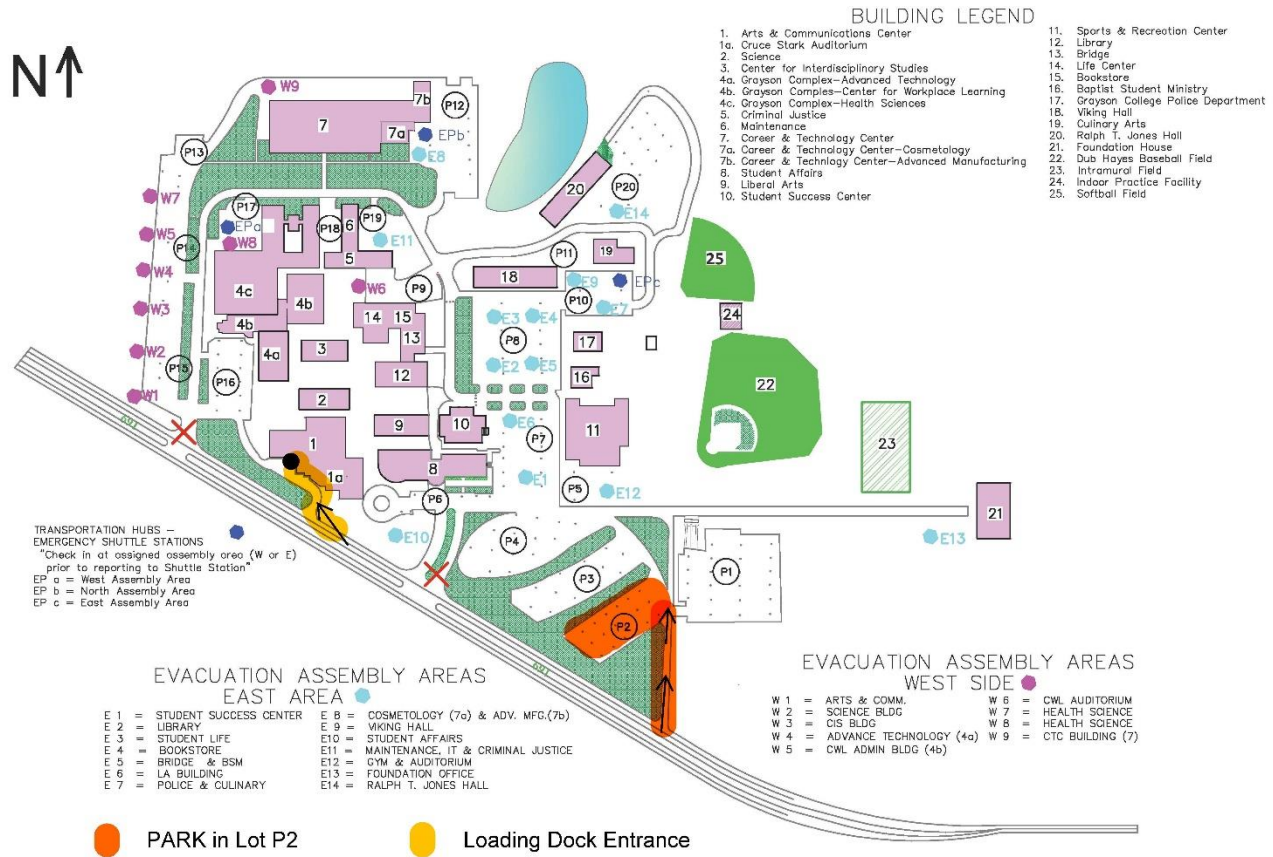 N
BUILDING LEGEND
1. Arts & Communications Center
1a. Cruce Stark Auditorium
2. Science
3. Center for Interdisciplinary Studies
4a. Grayson Complex-Advanced Technology
4b. Grayson Comples-Center for Workplace Learning
4c. Grayson Complex-Health Sciences
5. Criminal Justice
6. Maintenance
7. Career & Technology Center
7a. Career & Technology Center-Cosmetology
7b. Career & Technlogy Center-Advanced Manufacturing
8. Student Affairs
9. Liberal Arts
10. Student Success Center
11. Sports & Recreation Center
12. Library
13. Bridge
14. Life Center
15. Bookstore
16. Baptist Student Ministry
17. Grayson College Police Department
18. Viking Hall
19. Culinary Arts
20. Ralph T. Jones Hall
21. Foundation House
22. Dub Hayes Baseball Field
23. Intramural Field
24. Indoor Practice Facility
25. Softball Field
W9
7b
P12
7
7a
EPb
E8
P13
W7
P17
EPa
W8
W5
P14
P18
6
P19
E11
5
20
P20
E14
P11
19
25
W4
4c
4b
W6
P9
18
E9
EPc
P10
E7
W3
4b
14
15
13
E3
E4
P8
24
17
W2
P15
4a
3
12
E2
E5
16
22
W1
P16
2
691
9
10
E6
P7
11
23
1
1a
8
E1
P5
E12
P6
E10
P4
21
E13
P3
P1
P2
691
TRANSPORTATION HUBS –
EMERGENCY SHUTTLE STATIONS
"Check in at assigned assembly area (W or E)
prior to reporting to Shuttle Station"
EP a = West Assembly Area
EP b = North Assembly Area
EP c = East Assembly Area
EVACUATION ASSEMBLY AREAS
EAST AREA
E 1 = STUDENT SUCCESS CENTER
E 2 = LIBRARY
E 3 = STUDENT LIFE
E 4 = BOOKSTORE
E 5 = BRIDGE & BSM
E 6 = LA BUILDING
E 7 = POLICE & CULINARY
E 8 = COSMETOLOGY (7a) & ADV. MFG.(7b)
E 9 = VIKING HALL
E10 = STUDENT AFFAIRS
E11 = MAINTENANCE, IT & CRIMINAL JUSTICE
E12 = GYM & AUDITORIUM
E13 = FOUNDATION OFFICE
E14 = RALPH T. JONES HALL
EVACUATION ASSEMBLY AREAS
WEST SIDE
W 1 = ARTS & COMM.
W 2 = SCIENCE BLDG
W 3 = CIS BLDG
W 4 = ADVANCE TECHNOLOGY (4a)
W 5 = CWL ADMIN BLDG (4b)
W 6 = CWL AUDITORIUM
W 7 = HEALTH SCIENCE
W 8 = HEALTH SCIENCE
W 9 = CTC BUILDING (7)
PARK in Lot P2
Loading Dock Entrance